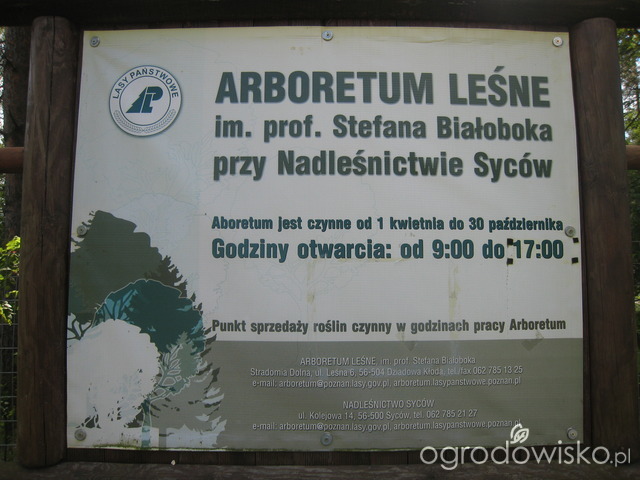 LASY PAŃSTWOWE
ARBORETUM LEŚNE
im. prof. Stefana Białoboka
przy Nadleśnictwie Syców
Aboretum jest czynne od 1 kwietnia do 30 października
Godziny otwarcia: od 9:00 do 17:00
Punkt sprzedaży roślin czynny w godzinach pracy Arboretum
ARBORETUM LEŚNE, im. prof. Stefana Białoboka
Stradomia Dolna, ul. Leśna 6, 56-504 Dziadowa Kłoda, tel./fax 062 785 13 25
e-mail: arboretum@poznan.lasy.gov.pl, arboretum.lasypanstwowe.poznan.pl
NADLEŚNICTWO SYCÓW
ul. Kolejowa 14, 56-500 Syców, tel. 062 785 21 27
e-mail: arboretum@poznan.lasy.gov.pl, arboretum.lasypanstwowe.poznan.pl
ogrodowisko.pl